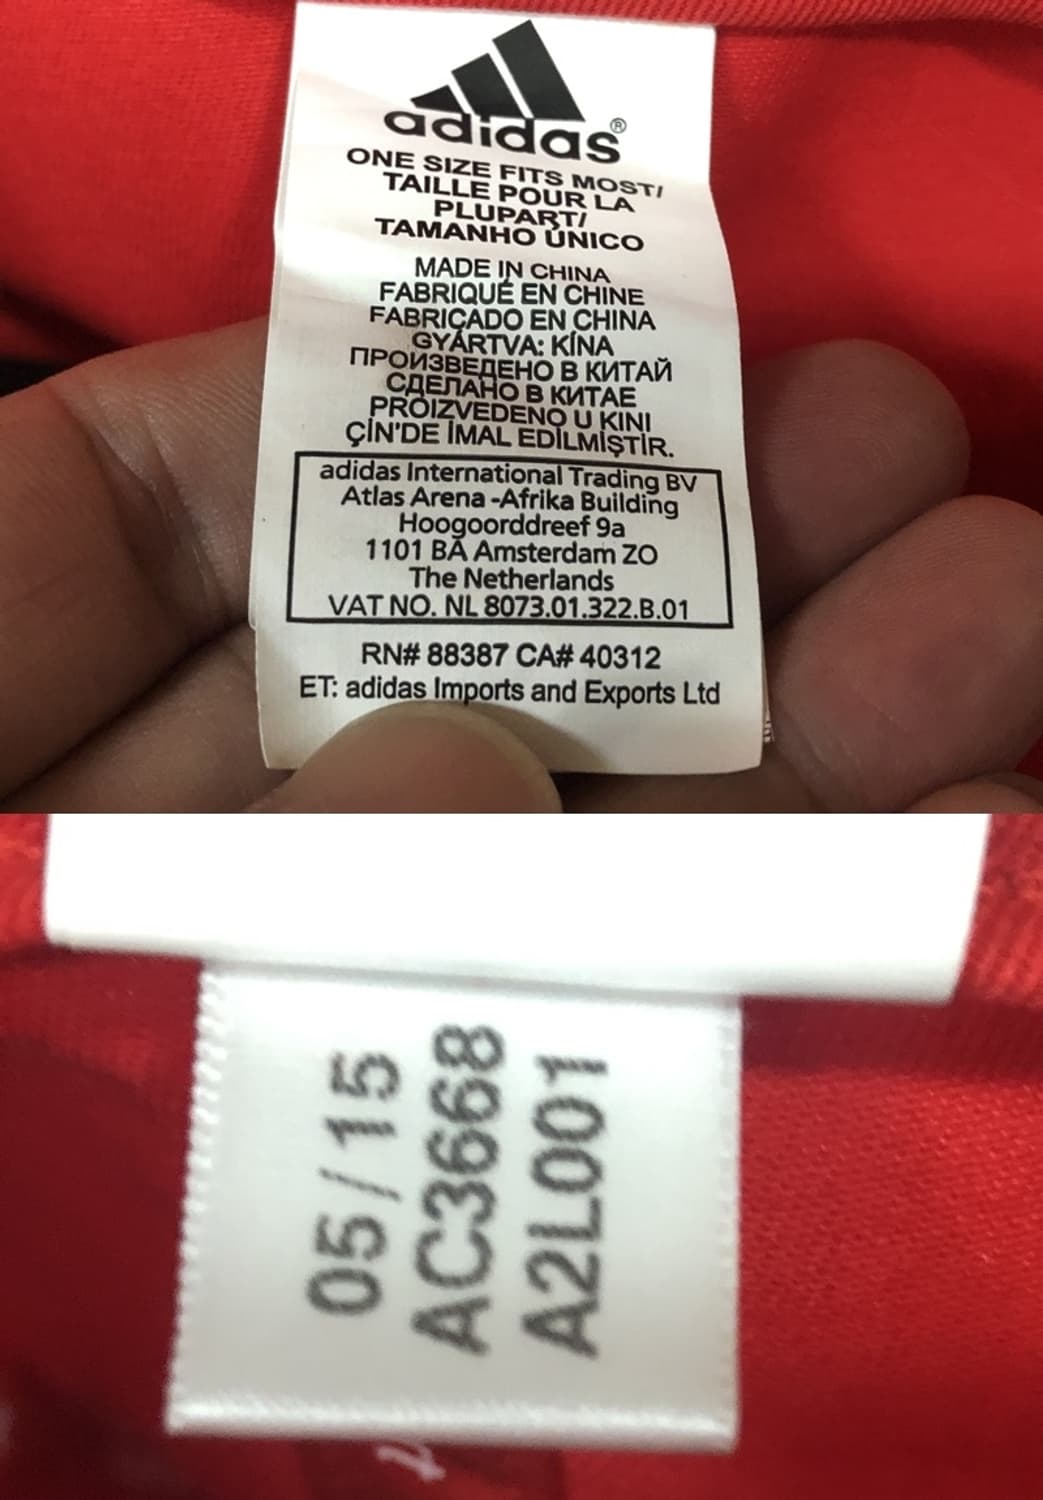 adidas®
ONE SIZE FITS MOST/
TAILLE POUR LA
PLUPART/
TAMANHO ÚNICO
MADE IN CHINA
FABRIQUÉ EN CHINE
FABRICADO EN CHINA
GYÁRTVA: KÍNA
ПРОИЗВЕДЕНО В КИТАЙ
СДЕЛАНО В КИТАЕ
PROIZVEDENO U KINI
ÇİN'DE İMAL EDİLMİŞTİR.
adidas International Trading BV
Atlas Arena -Afrika Building
Hoogoorddreef 9a
1101 BA Amsterdam ZO
The Netherlands
VAT NO. NL 8073.01.322.B.01
RN# 88387 CA# 40312
ET: adidas Imports and Exports Ltd
05/15
AC3668
A2L001